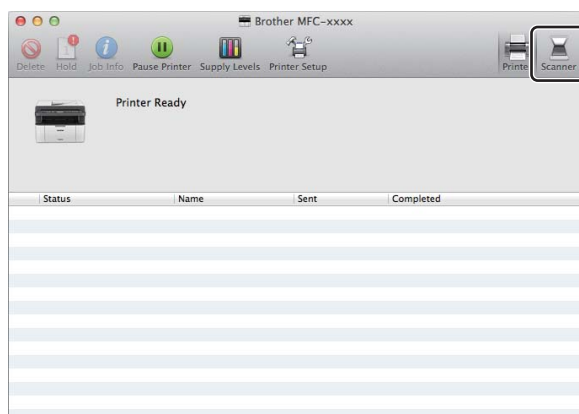 Brother MFC-xxxx
Delete Hold Job Info Pause Printer Supply Levels Printer Setup Printe Scanner
Printer Ready
Status Name Sent Completed